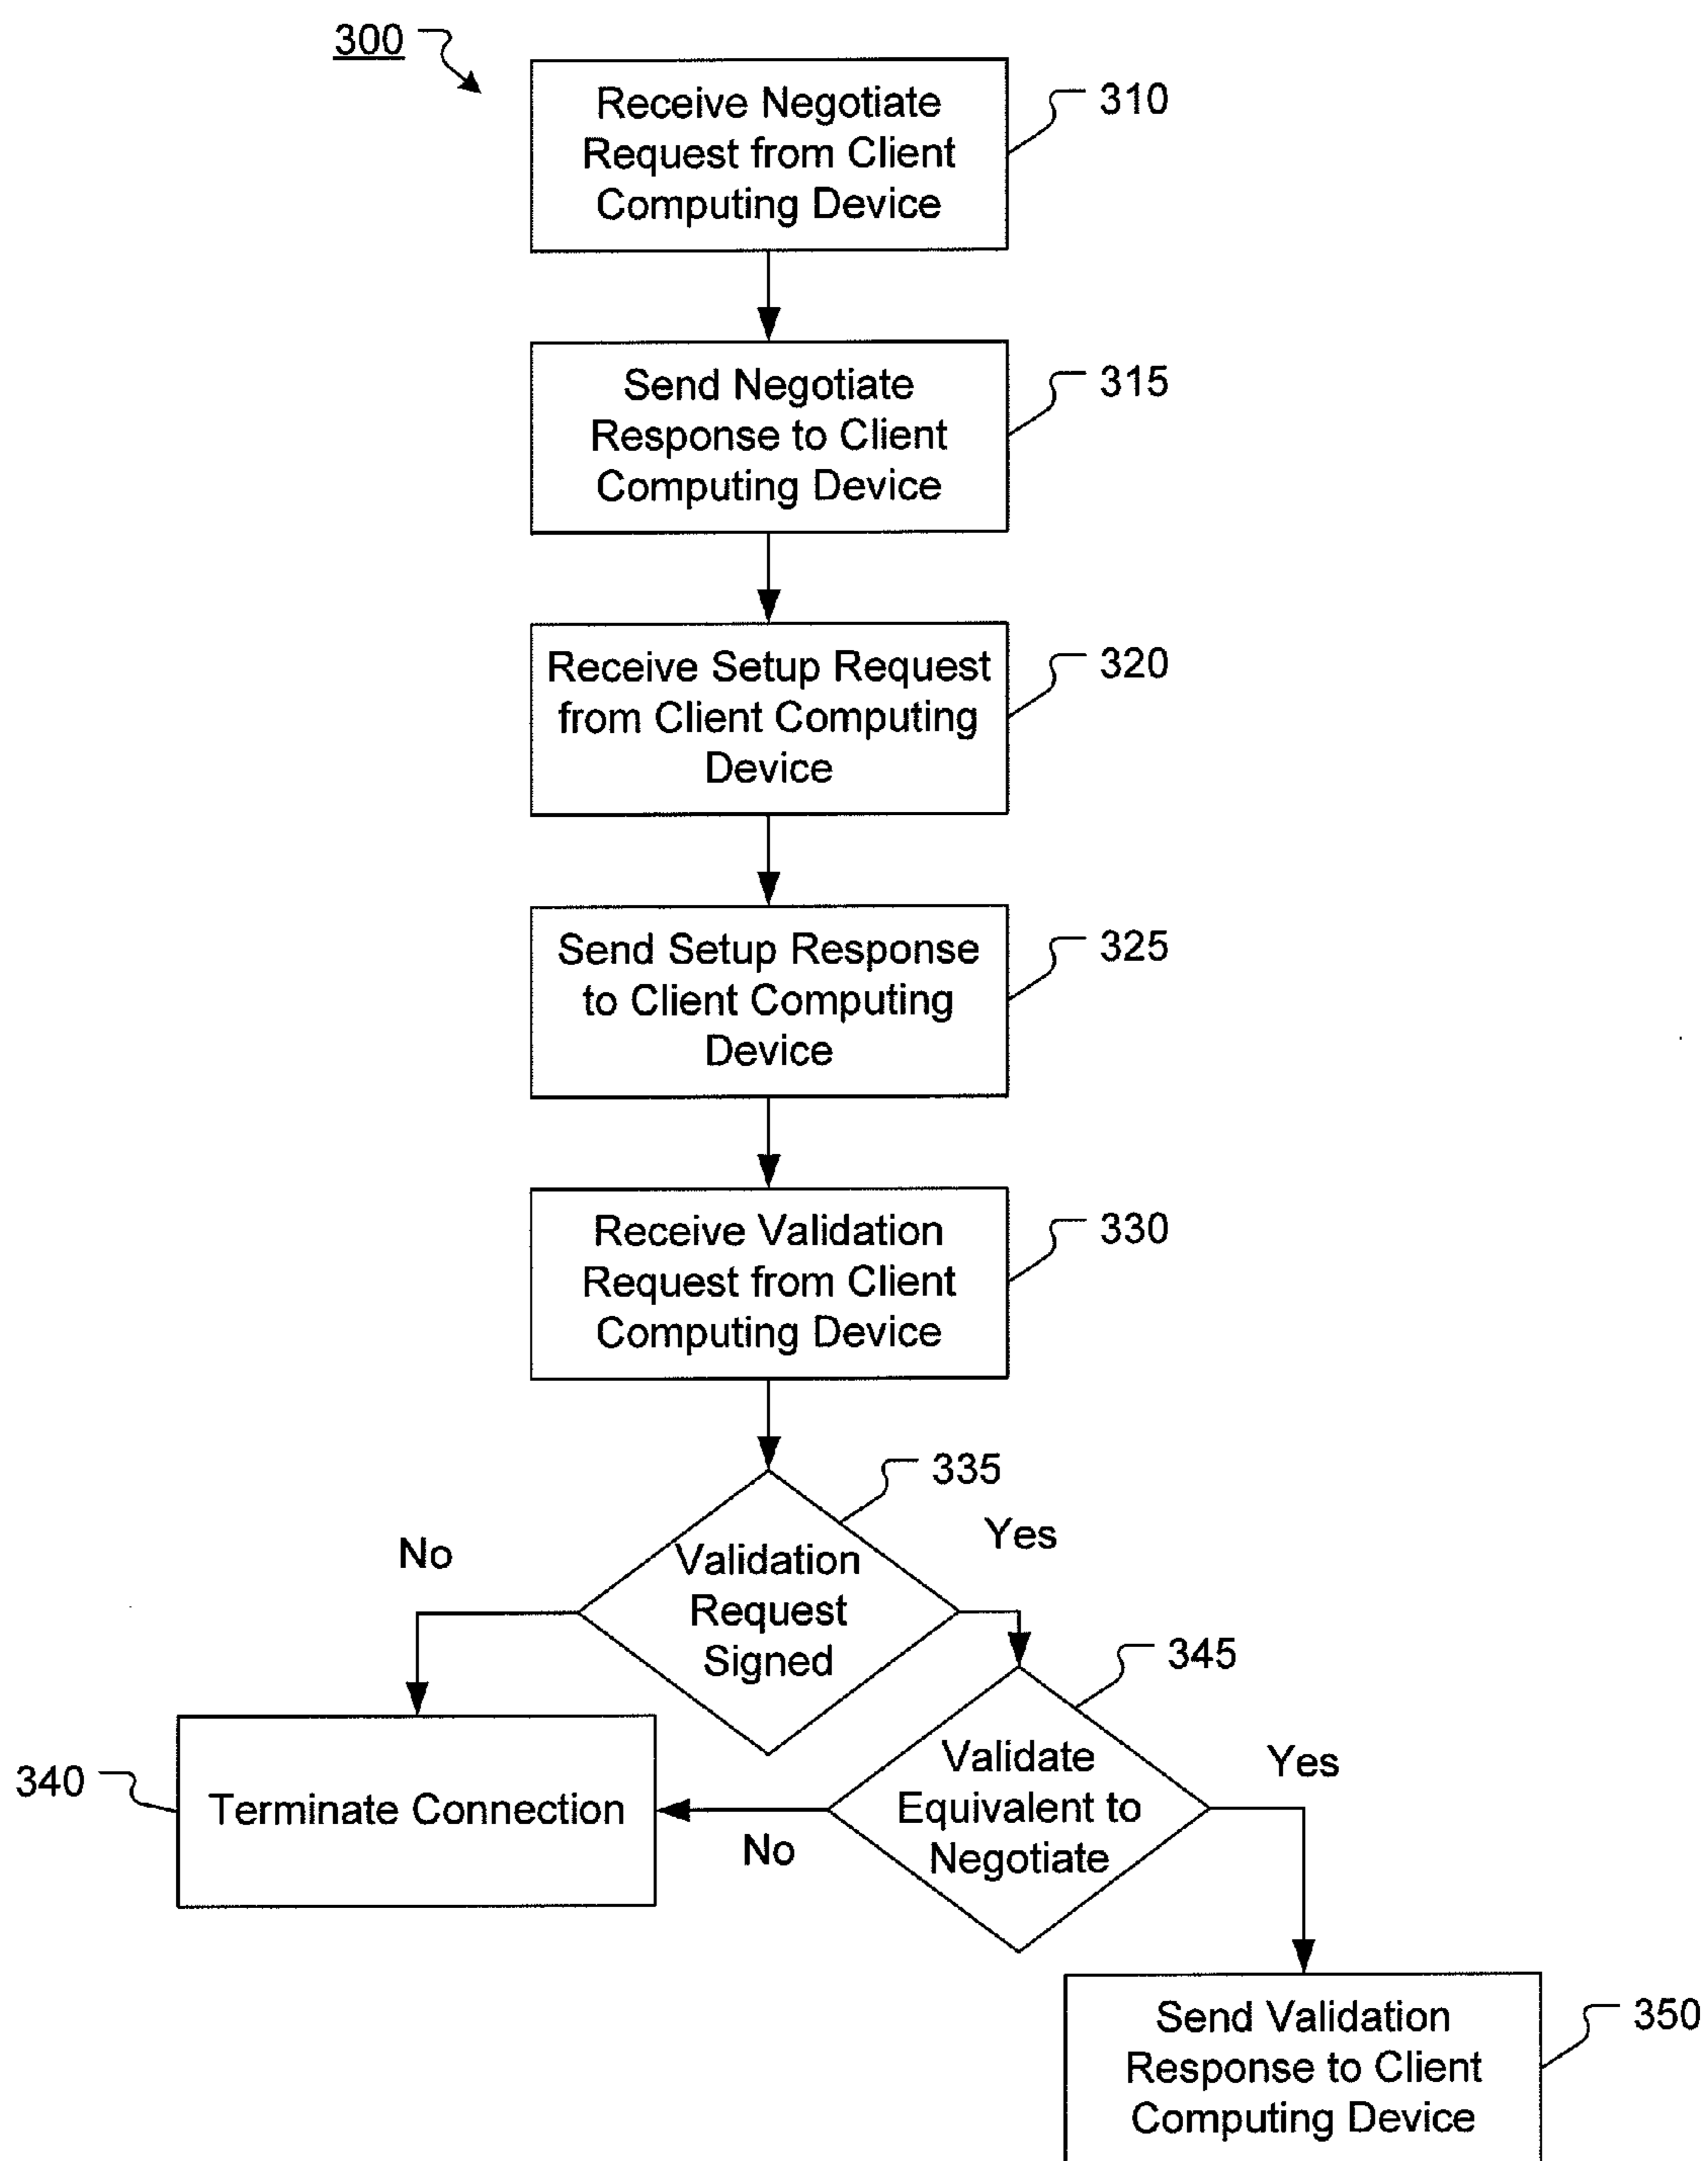 300
Receive Negotiate
Request from Client
Computing Device
310
Send Negotiate
Response to Client
Computing Device
315
Receive Setup Request
from Client Computing
Device
320
Send Setup Response
to Client Computing
Device
325
Receive Validation
Request from Client
Computing Device
330
335
No
Yes
Validation
Request
Signed
345
340
Terminate Connection
Validate
Equivalent to
Negotiate
Yes
No
Send Validation
Response to Client
Computing Device
350